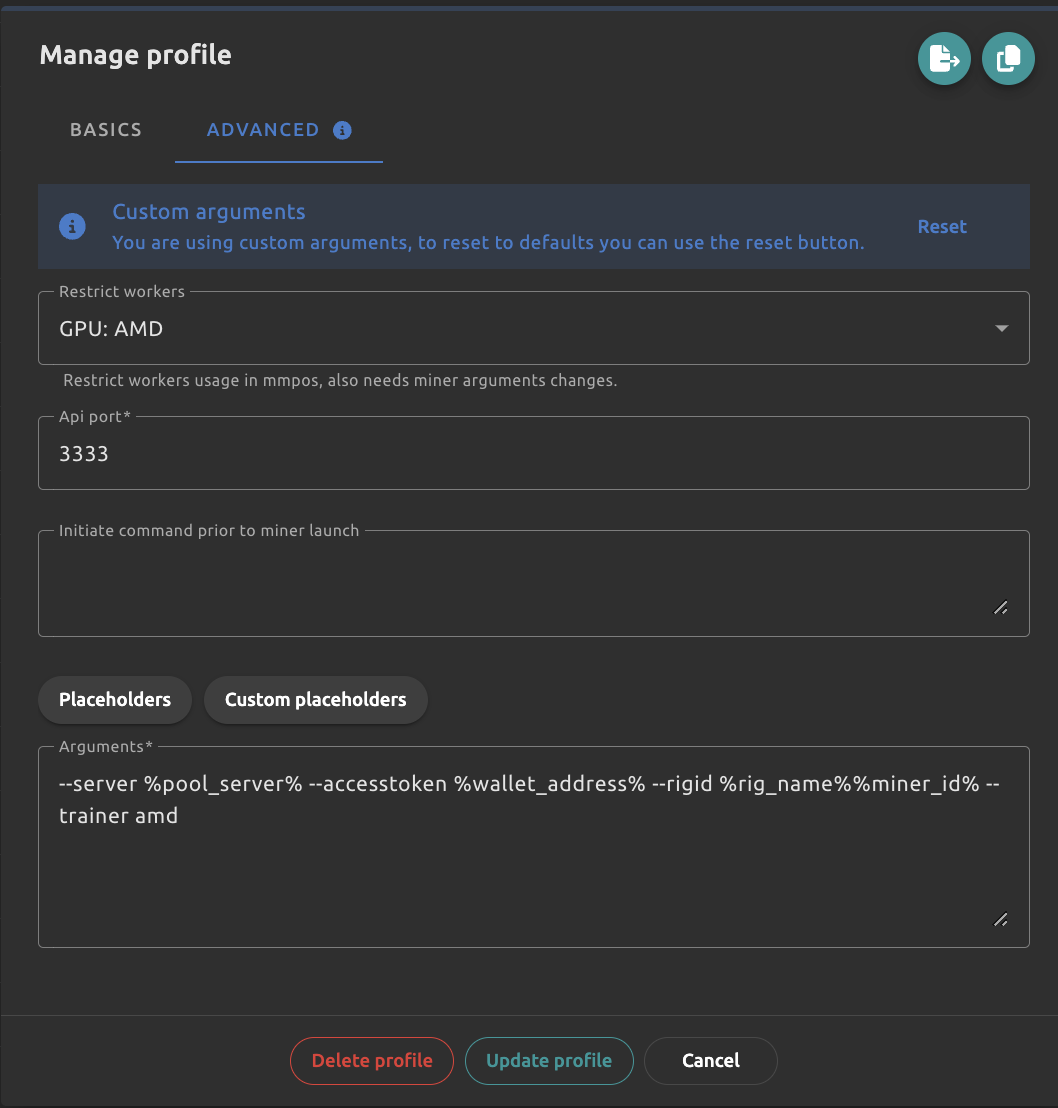 Manage profile
BASICS
ADVANCED
Custom arguments
You are using custom arguments, to reset to defaults you can use the reset button.
Reset
Restrict workers
GPU: AMD
Restrict workers usage in mmpos, also needs miner arguments changes.
Api port*
3333
Initiate command prior to miner launch
Placeholders
Custom placeholders
Arguments*
--server %pool_server% --accesstoken %wallet_address% --rigid %rig_name%%miner_id% --
trainer amd
Delete profile
Update profile
Cancel